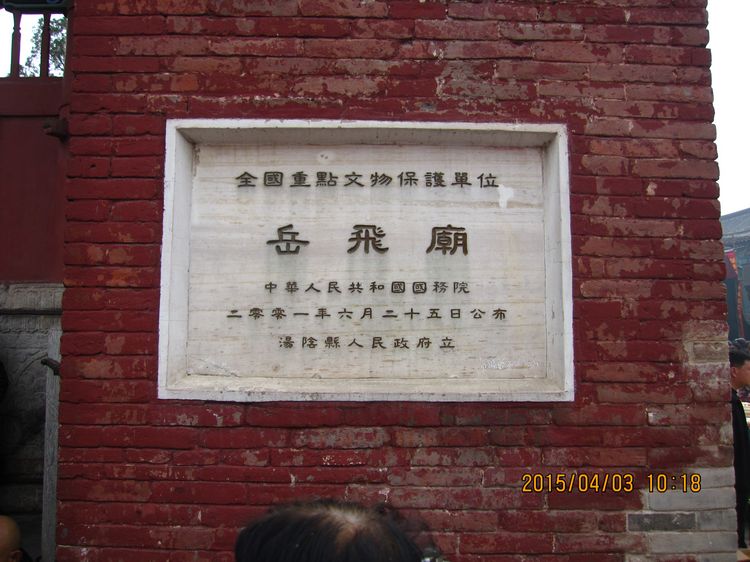 全國重點文物保護單位
岳飛廟
中華人民共和國國務院
二零零一年六月二十五日公布
湯陰縣人民政府立
2015/04/03 10:18